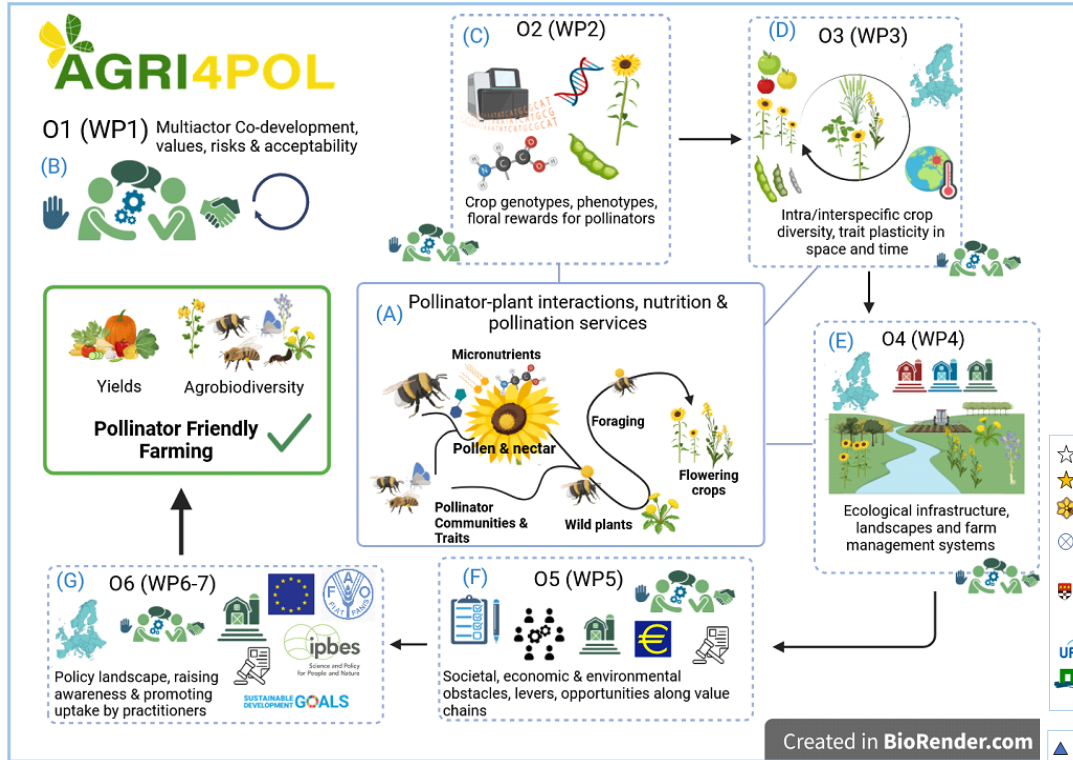 AGRI4POL
O1 (WP1) Multiactor Co-development,
values, risks & acceptability
(B)
(C)
O2 (WP2)
AATATCATGCGCAT
Crop genotypes, phenotypes,
floral rewards for pollinators
(D)
O3 (WP3)
Intra/interspecific crop
diversity, trait plasticity in
space and time
(A)
Pollinator-plant interactions, nutrition &
pollination services
Micronutrients
Pollen & nectar
Foraging
Flowering
crops
Pollinator
Communities &
Traits
Wild plants
(E)
O4 (WP4)
Ecological infrastructure,
landscapes and farm
management systems
Yields
Agrobiodiversity
Pollinator Friendly
Farming
(F)
O5 (WP5)
€
Societal, economic & environmental
obstacles, levers, opportunities along value
chains
(G)
O6 (WP6-7)
F A O
FIAT PANIS
ipbes
Science and Policy
for People and Nature
Policy landscape, raising
awareness & promoting
uptake by practitioners
SUSTAINABLE
DEVELOPMENT GOALS
Created in BioRender.com